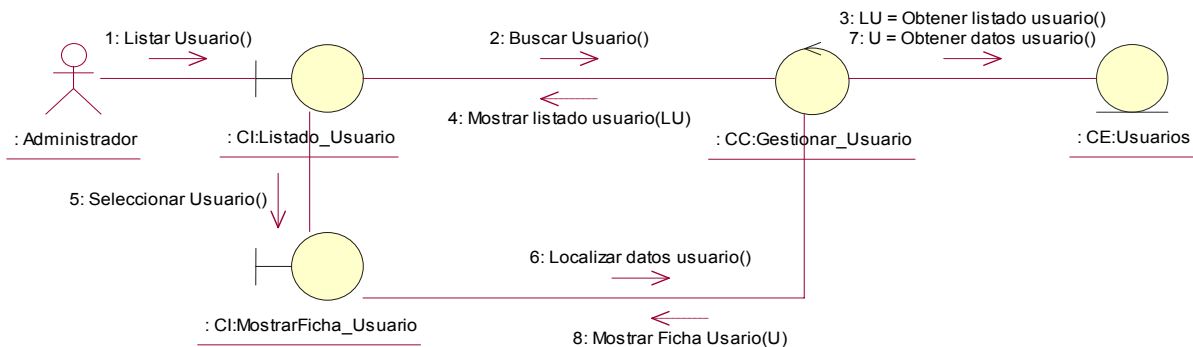 1: Listar Usuario()
2: Buscar Usuario()
3: LU = Obtener listado usuario()
7: U = Obtener datos usuario()
4: Mostrar listado usuario(LU)
: Administrador
: CI:Listado_Usuario
: CC:Gestionar_Usuario
: CE:Usuarios
5: Seleccionar Usuario()
6: Localizar datos usuario()
: CI:MostrarFicha_Usuario
8: Mostrar Ficha Usario(U)